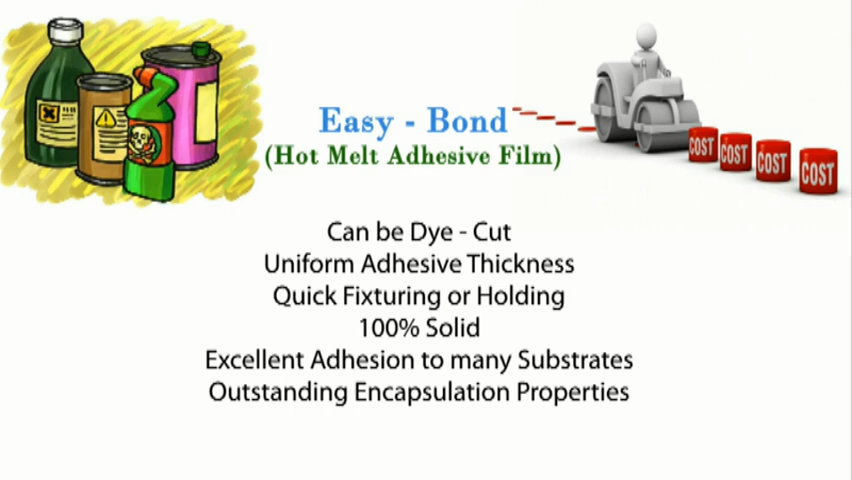 Easy - Bond
(Hot Melt Adhesive Film)
COST COST COST COST
Can be Dye - Cut
Uniform Adhesive Thickness
Quick Fixturing or Holding
100% Solid
Excellent Adhesion to many Substrates
Outstanding Encapsulation Properties